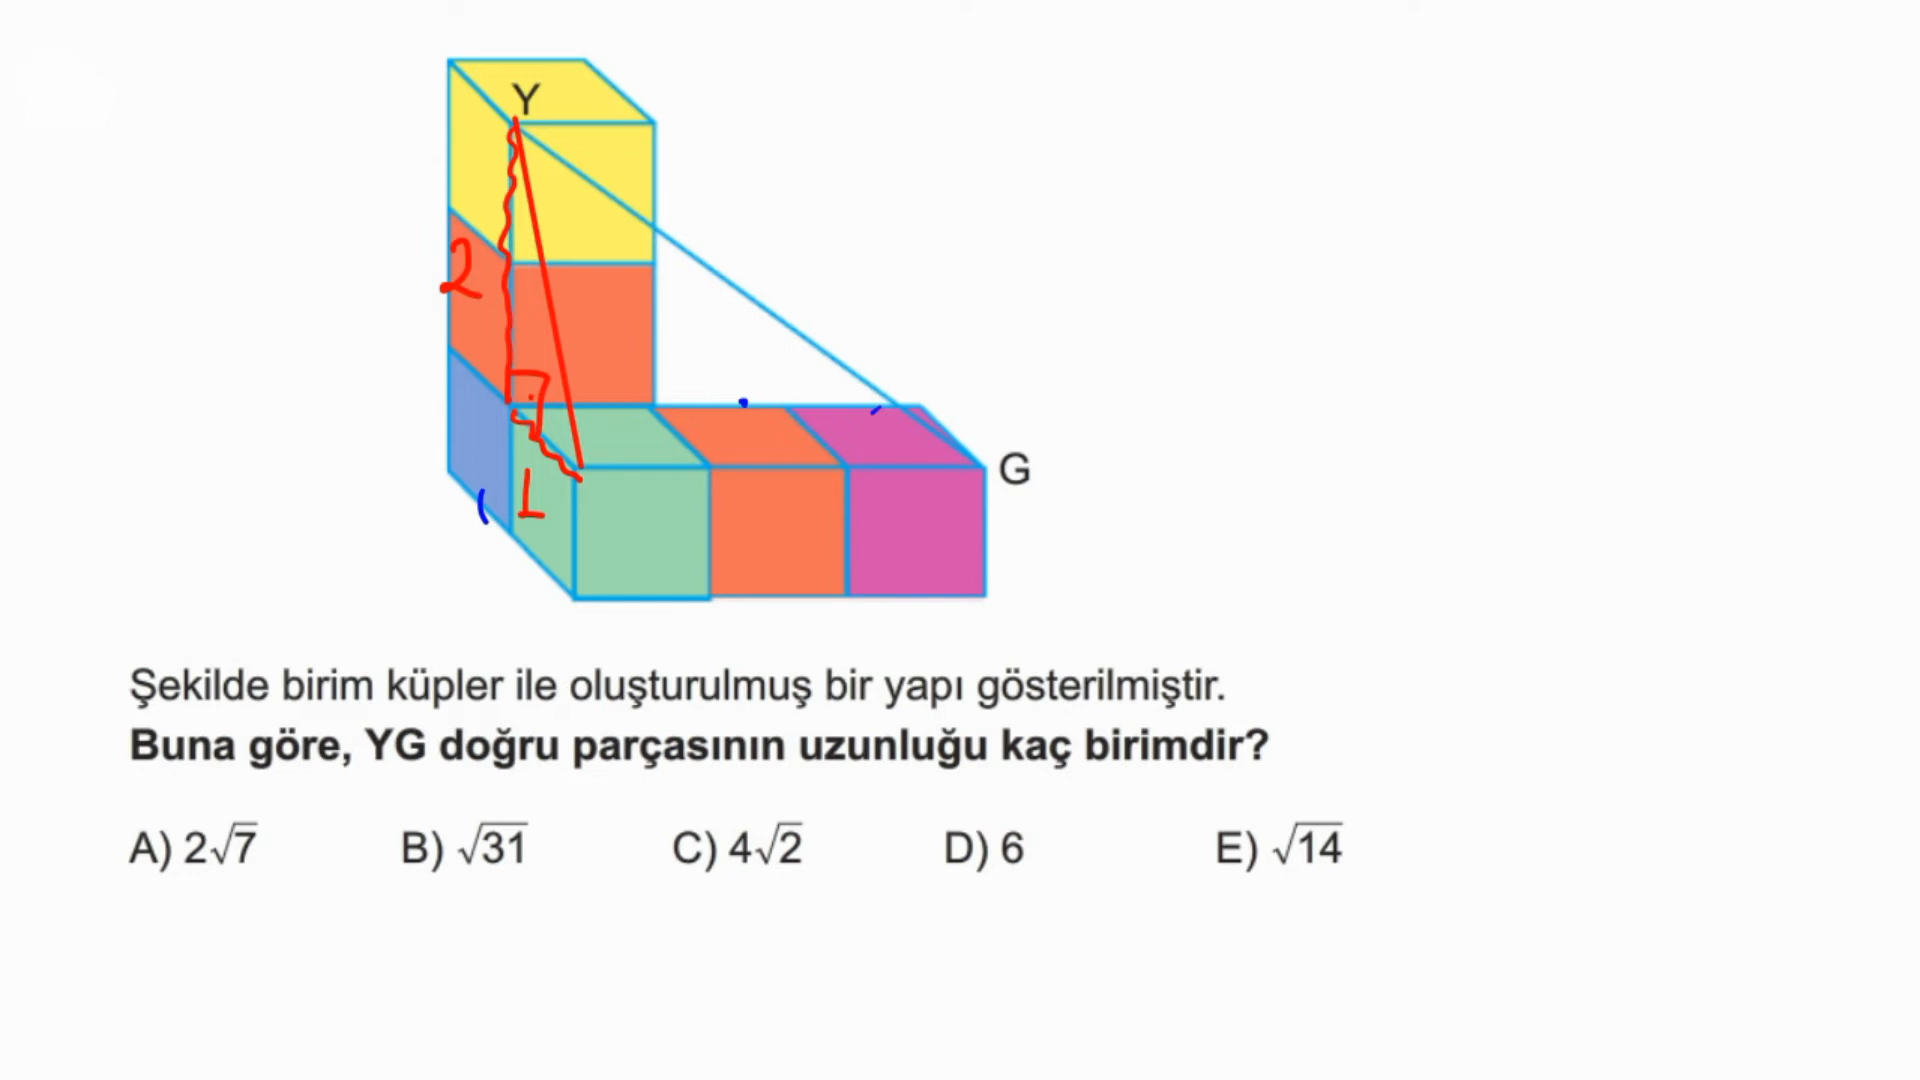 Y
2
1
G
Şekilde birim küpler ile oluşturulmuş bir yapı gösterilmiştir.
Buna göre, YG doğru parçasının uzunluğu kaç birimdir?
A) 2√7 B) √31 C) 4√2 D) 6 E) √14